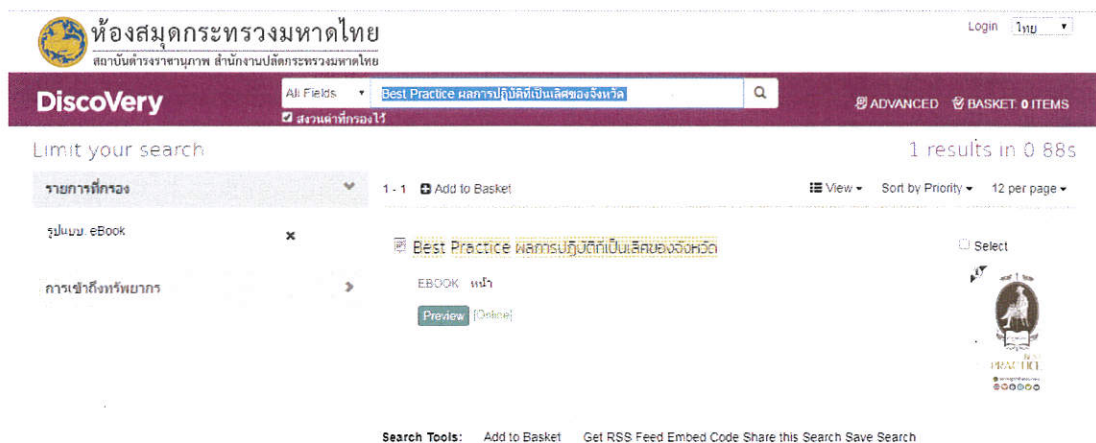 ห้องสมุดกระทรวงมหาดไทย
สถาบันดำรงราชานุภาพ สำนักงานปลัดกระทรวงมหาดไทย
Login ไทย
DiscoVery
All Fields
Best Practice ผลการปฏิบัติที่เป็นเลิศของจังหวัด
สงวนค่าที่กรองไว้
ADVANCED BASKET: 0 ITEMS
Limit your search
1 results in 0.88s
รายการที่กรอง
1 - 1 Add to Basket
View Sort by Priority 12 per page
รูปแบบ: eBook
Best Practice ผลการปฏิบัติที่เป็นเลิศของจังหวัด
Select
EBOOK หน้า
การเข้าถึงทรัพยากร
Preview [Online]
BEST
PRACTICE
Search Tools: Add to Basket Get RSS Feed Embed Code Share this Search Save Search